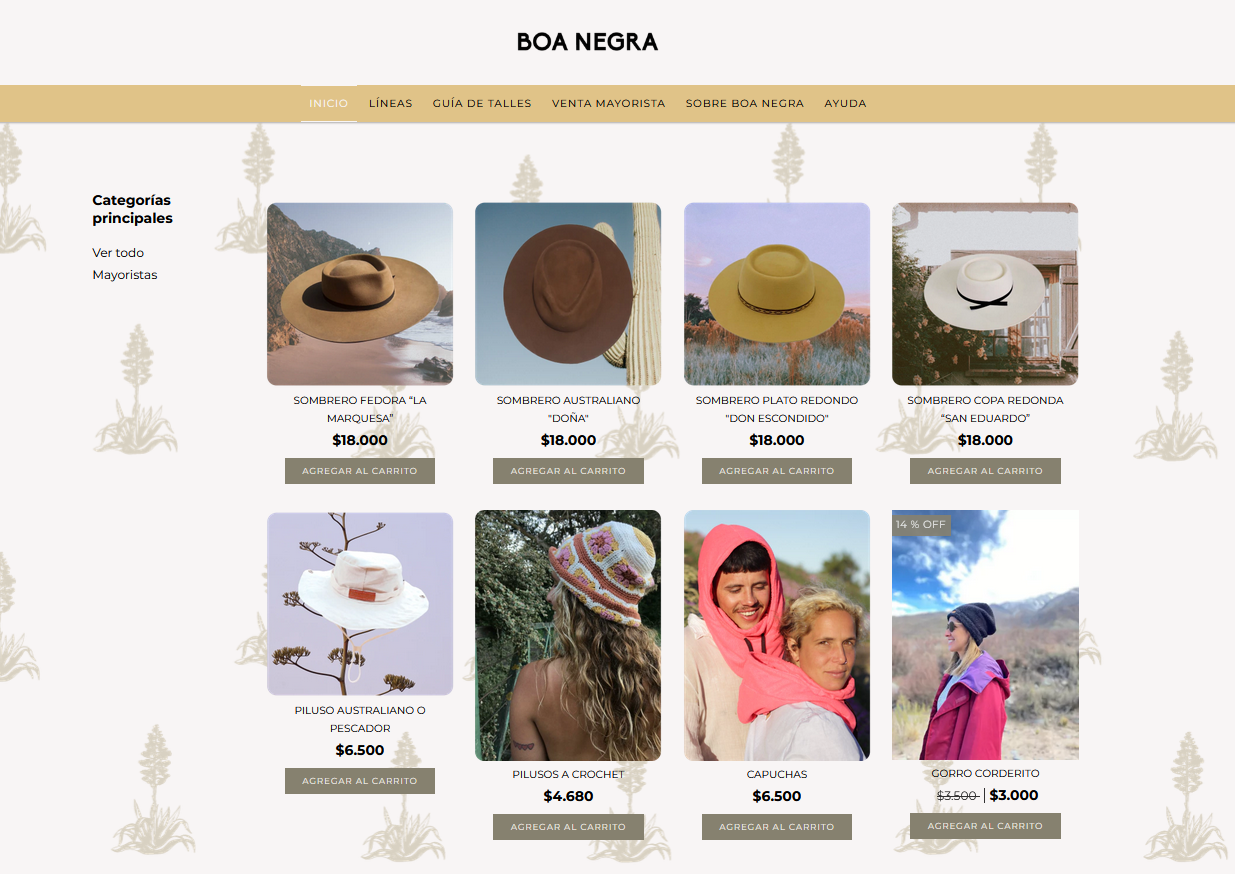 BOA NEGRA
INICIO LÍNEAS GUÍA DE TALLES VENTA MAYORISTA SOBRE BOA NEGRA AYUDA
Categorías
principales
Ver todo
Mayoristas
SOMBRERO FEDORA “LA
MARQUESA”
$18.000
AGREGAR AL CARRITO
SOMBRERO AUSTRALIANO
"DOÑA"
$18.000
AGREGAR AL CARRITO
SOMBRERO PLATO REDONDO
"DON ESCONDIDO"
$18.000
AGREGAR AL CARRITO
SOMBRERO COPA REDONDA
“SAN EDUARDO”
$18.000
AGREGAR AL CARRITO
PILUSO AUSTRALIANO O
PESCADOR
$6.500
AGREGAR AL CARRITO
PILUSOS A CROCHET
$4.680
AGREGAR AL CARRITO
CAPUCHAS
$6.500
AGREGAR AL CARRITO
14 % OFF
GORRO CORDERITO
$3.500 | $3.000
AGREGAR AL CARRITO